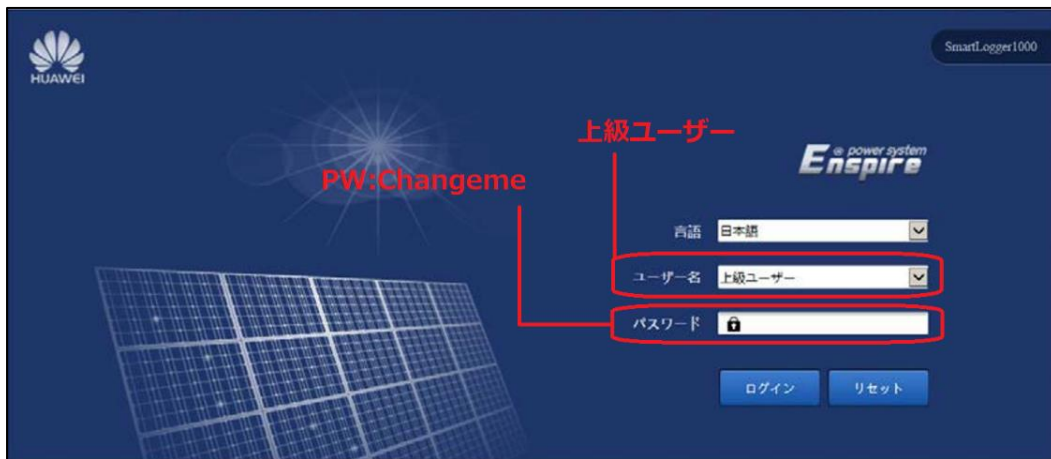 HUAWEI
SmartLogger1000
上級ユーザー
Enspire power system
PW:Changeme
言語 日本語
ユーザー名 上級ユーザー
パスワード
ログイン リセット